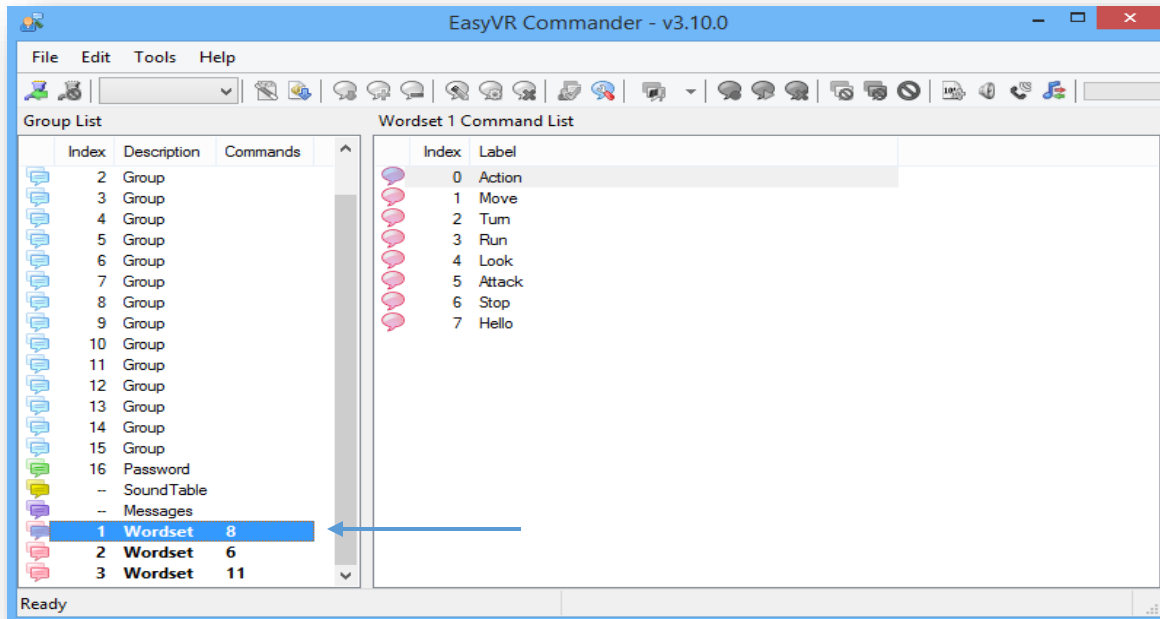 EasyVR Commander - v3.10.0
File Edit Tools Help
Group List
Index Description Commands
2 Group
3 Group
4 Group
5 Group
6 Group
7 Group
8 Group
9 Group
10 Group
11 Group
12 Group
13 Group
14 Group
15 Group
16 Password
-- SoundTable
-- Messages
1 Wordset 8
2 Wordset 6
3 Wordset 11
Wordset 1 Command List
Index Label
0 Action
1 Move
2 Turn
3 Run
4 Look
5 Attack
6 Stop
7 Hello
Ready